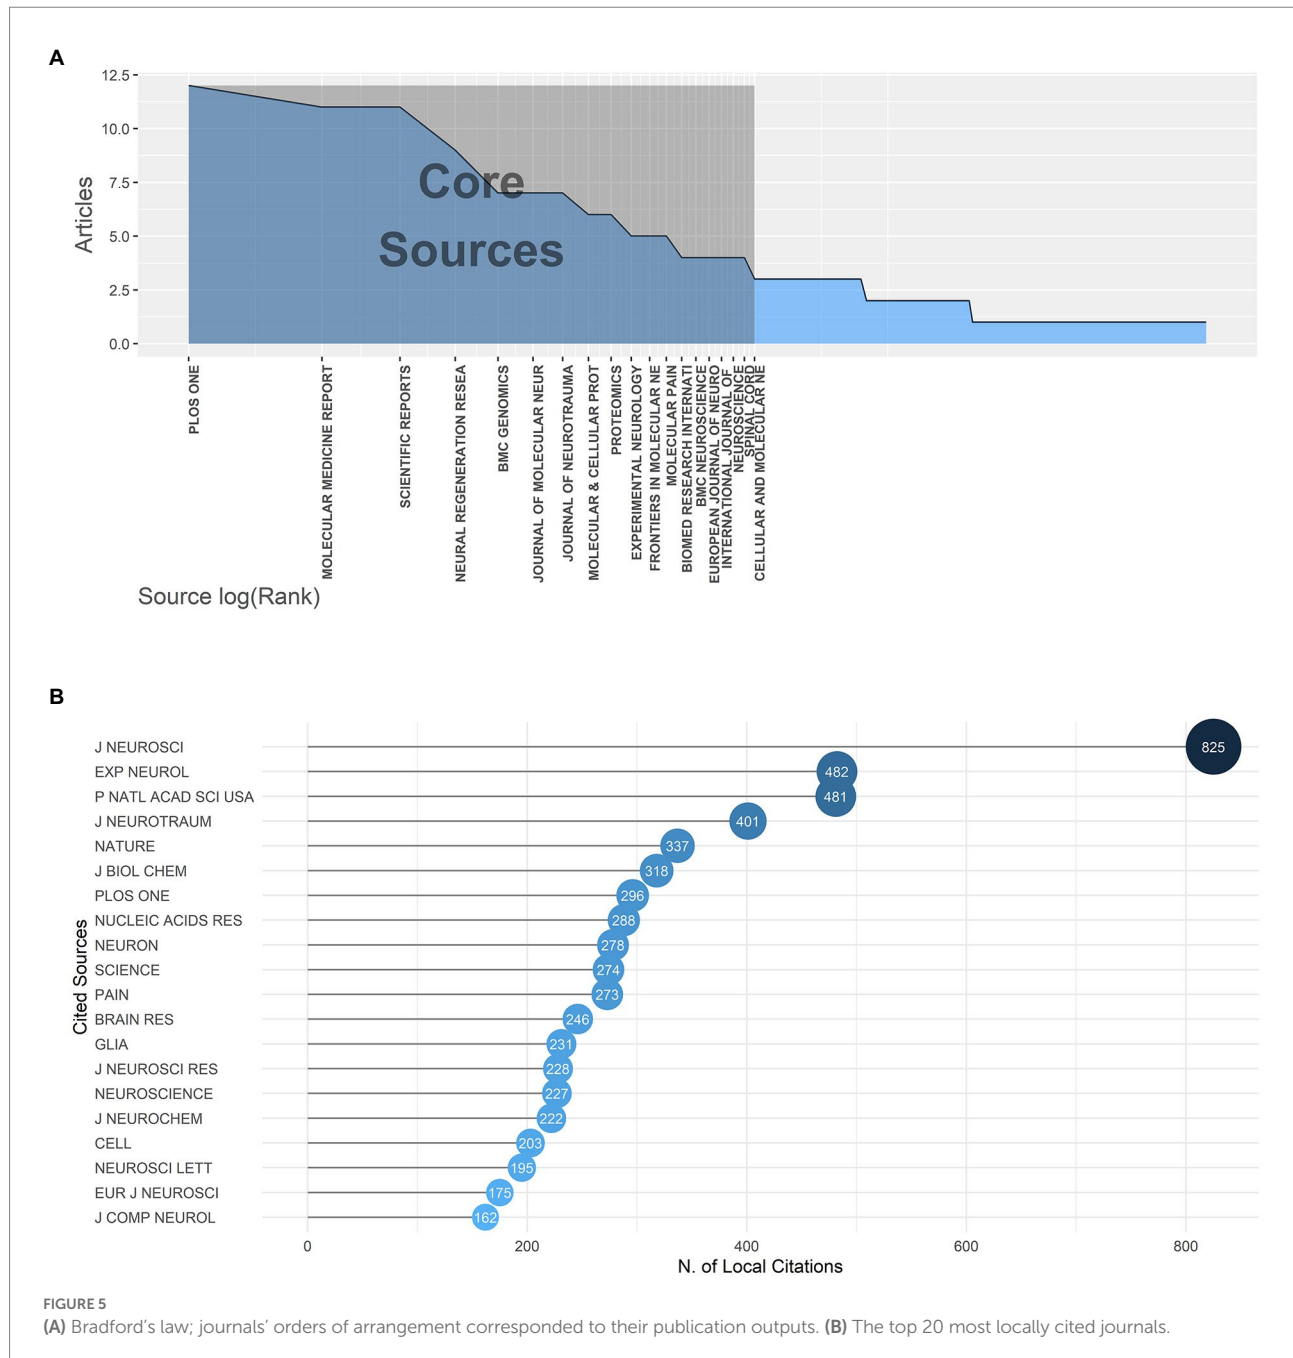 A
12.5
10.0
7.5
5.0
2.5
0.0
Articles
Core
Sources
PLOS ONE
MOLECULAR MEDICINE REPORT
SCIENTIFIC REPORTS
NEURAL REGENERATION RESEA
BMC GENOMICS
JOURNAL OF MOLECULAR NEUR
JOURNAL OF NEUROTRAUMA
MOLECULAR & CELLULAR PROT
PROTEOMICS
EXPERIMENTAL NEUROLOGY
FRONTIERS IN MOLECULAR NE
MOLECULAR PAIN
BIOMED RESEARCH INTERNATI
BMC NEUROSCIENCE
EUROPEAN JOURNAL OF NEURO
INTERNATIONAL JOURNAL OF
NEUROSCIENCE
SPINAL CORD
CELLULAR AND MOLECULAR NE
Source log(Rank)
B
Cited Sources
J NEUROSCI 825
EXP NEUROL 482
P NATL ACAD SCI USA 481
J NEUROTRAUM 401
NATURE 337
J BIOL CHEM 318
PLOS ONE 296
NUCLEIC ACIDS RES 288
NEURON 278
SCIENCE 274
PAIN 273
BRAIN RES 246
GLIA 231
J NEUROSCI RES 228
NEUROSCIENCE 227
J NEUROCHEM 222
CELL 203
NEUROSCI LETT 195
EUR J NEUROSCI 175
J COMP NEUROL 162
0 200 400 600 800
N. of Local Citations
FIGURE 5
(A) Bradford's law; journals' orders of arrangement corresponded to their publication outputs. (B) The top 20 most locally cited journals.